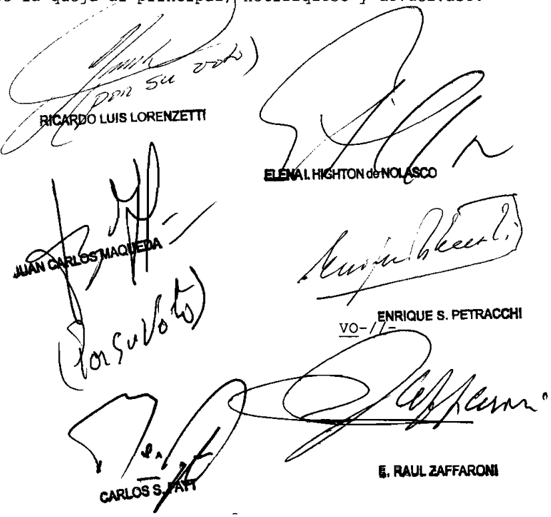 la queja al principal, notifíquese y devuélvase.
(por su voto)
RICARDO LUIS LORENZETTI
ELENA I. HIGHTON de NOLASCO
JUAN CARLOS MAQUEDA
(por su voto)
ENRIQUE S. PETRACCHI
VO-//-
CARLOS S. FAYT
E. RAUL ZAFFARONI